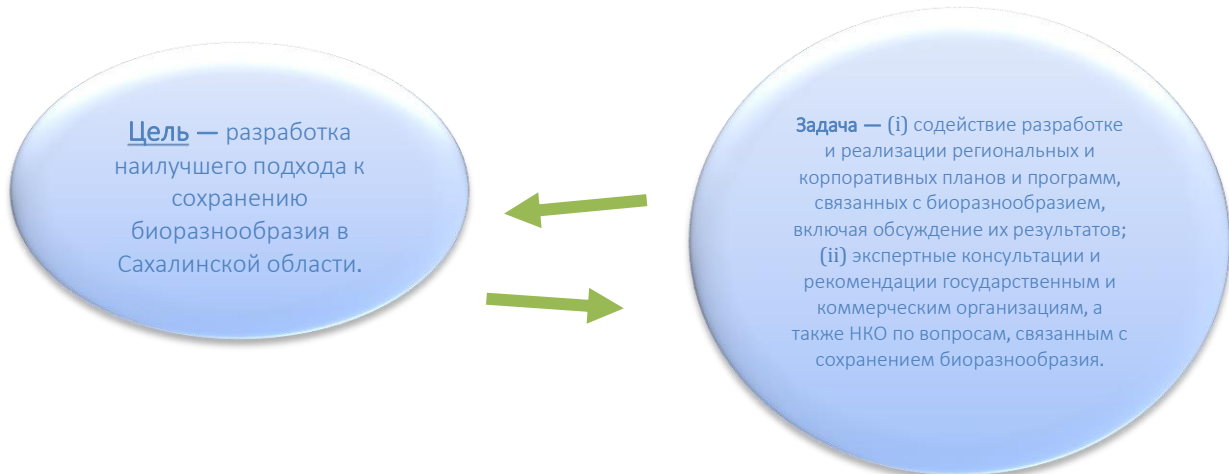 Цель — разработка
наилучшего подхода к
сохранению
биоразнообразия в
Сахалинской области.
Задача — (i) содействие разработке
и реализации региональных и
корпоративных планов и программ,
связанных с биоразнообразием,
включая обсуждение их результатов;
(ii) экспертные консультации и
рекомендации государственным и
коммерческим организациям, а
также НКО по вопросам, связанным с
сохранением биоразнообразия.